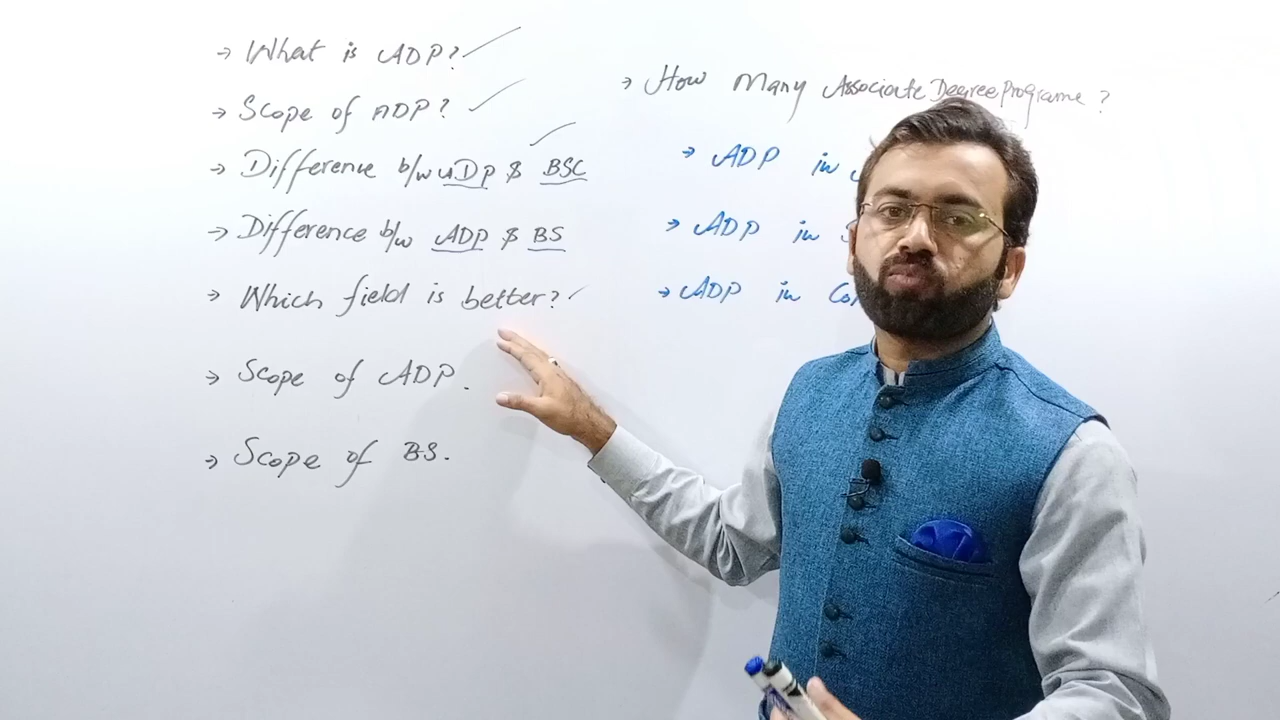 → What is ADP? ✓
→ Scope of ADP? ✓
→ Difference b/w ADP & BSC ✓
→ Difference b/w ADP & BS
→ Which field is better? ✓
→ Scope of ADP.
→ Scope of BS.
→ How Many Associate Degree Programe ?
→ ADP in
→ ADP in
→ ADP in